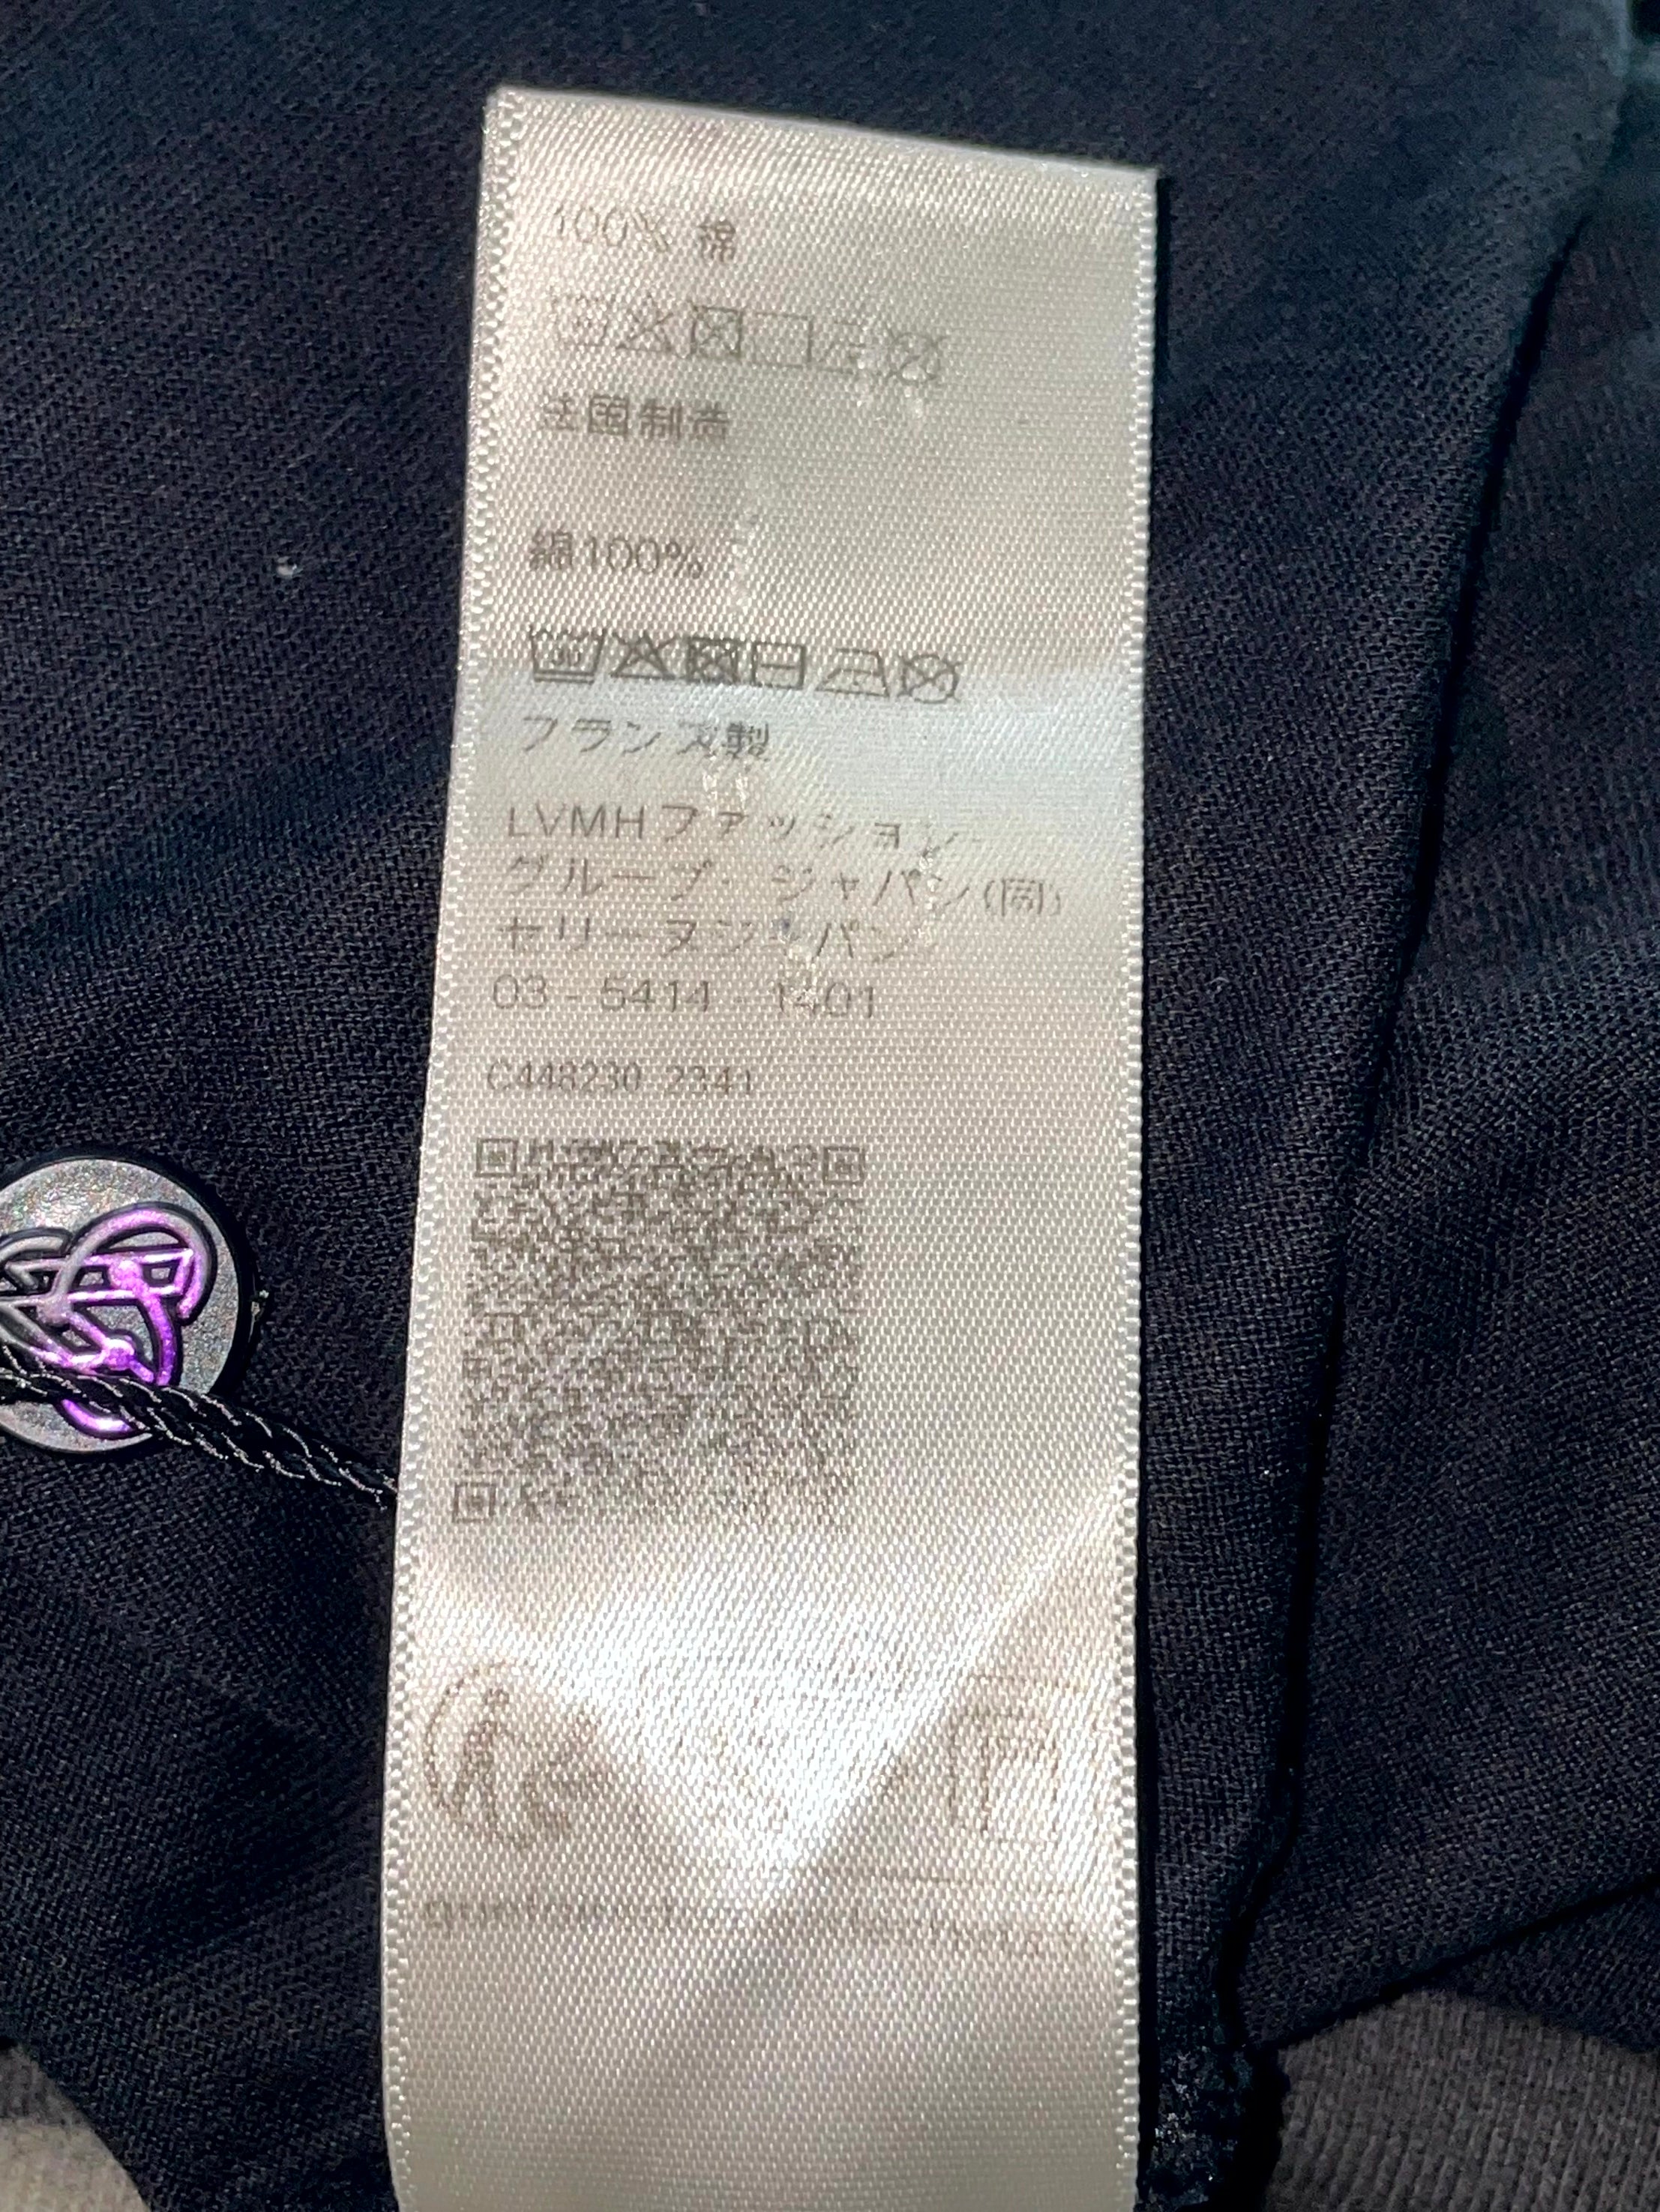 100% 綿
法国制造
綿100%
フランス製
LVMHファッション
グループ・ジャパン(同)
セリーヌジャパン
03-5414-1401
C448230 2341